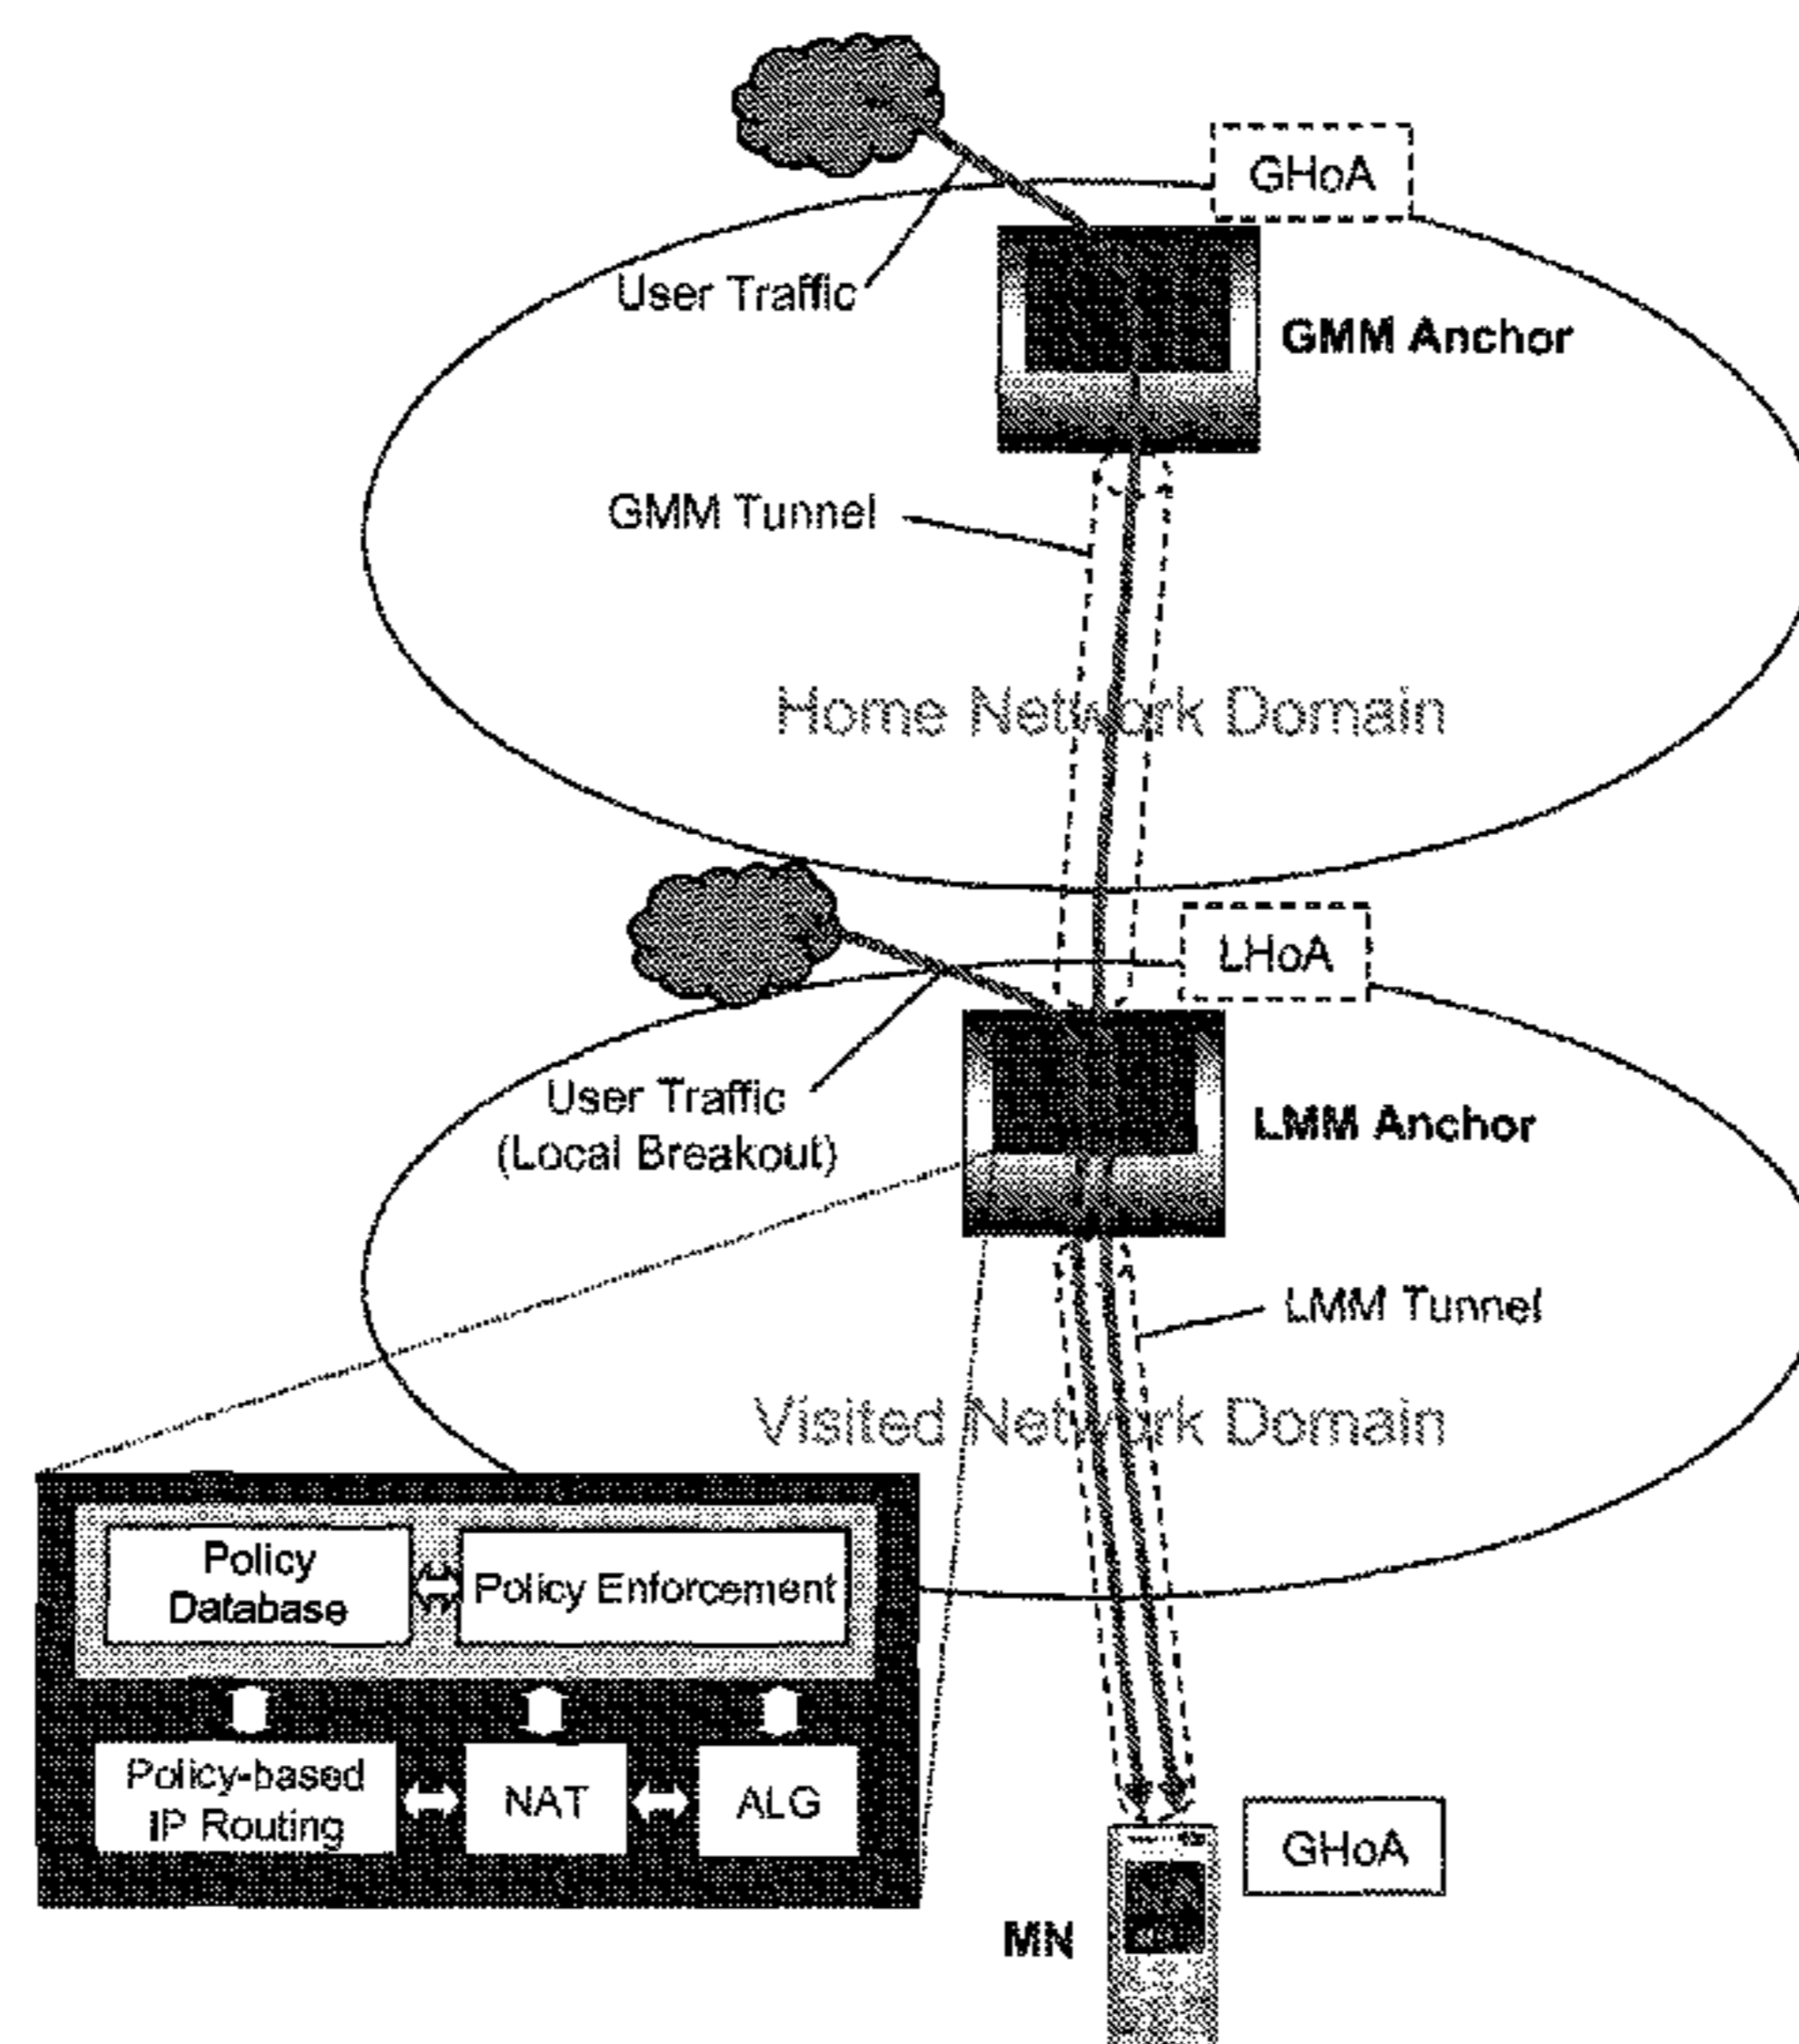 GHoA
User Traffic
GMM Anchor
GMM Tunnel
Home Network Domain
LHoA
User Traffic
(Local Breakout)
LMM Anchor
LMM Tunnel
Visited Network Domain
Policy
Database
Policy Enforcement
Policy-based
IP Routing
NAT
ALG
GHoA
MN